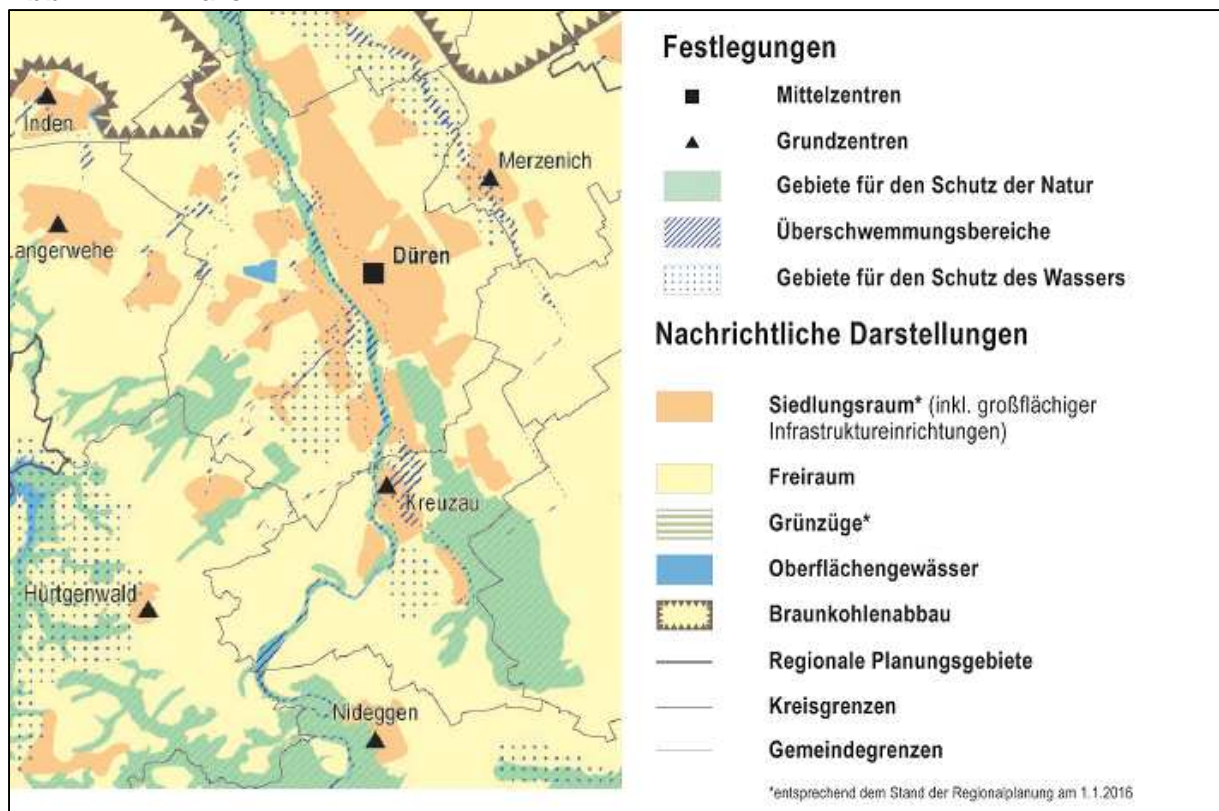 Inden
Merzenich
angerwehe
Düren
Kreuzau
Hürtgenwald
Nideggen
Festlegungen
Mittelzentren
Grundzentren
Gebiete für den Schutz der Natur
Überschwemmungsbereiche
Gebiete für den Schutz des Wassers
Nachrichtliche Darstellungen
Siedlungsraum* (inkl. großflächiger
Infrastruktureinrichtungen)
Freiraum
Grünzüge*
Oberflächengewässer
Braunkohlenabbau
Regionale Planungsgebiete
Kreisgrenzen
Gemeindegrenzen
*entsprechend dem Stand der Regionalplanung am 1.1.2016